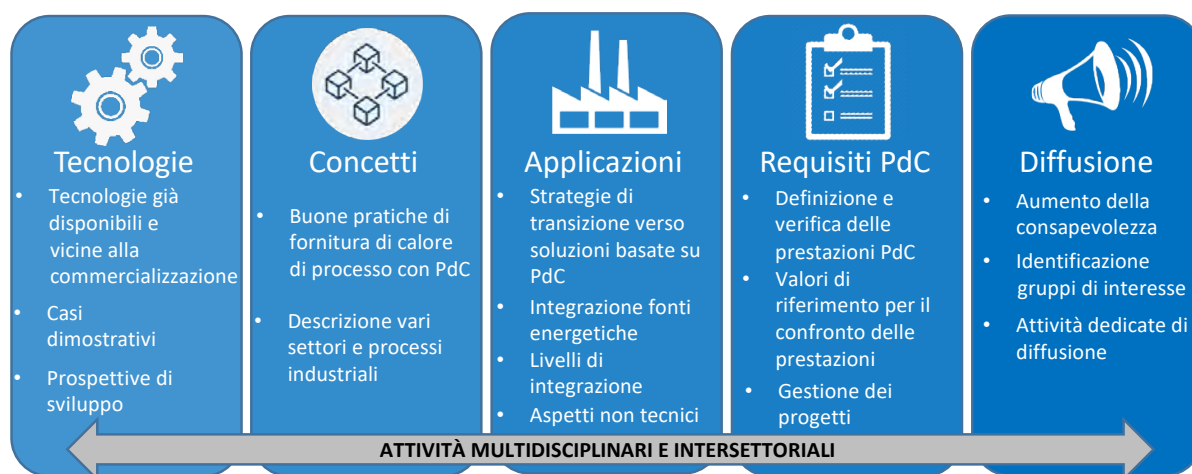 Tecnologie
• Tecnologie già
disponibili e
vicine alla
commercializzazione
• Casi
dimostrativi
• Prospettive di
sviluppo
Concetti
• Buone pratiche di
fornitura di calore
di processo con PdC
• Descrizione vari
settori e processi
industriali
Applicazioni
• Strategie di
transizione verso
soluzioni basate su
PdC
• Integrazione fonti
energetiche
• Livelli di
integrazione
• Aspetti non tecnici
Requisiti PdC
• Definizione e
verifica delle
prestazioni PdC
• Valori di
riferimento per il
confronto delle
prestazioni
• Gestione dei
progetti
Diffusione
• Aumento della
consapevolezza
• Identificazione
gruppi di interesse
• Attività dedicate di
diffusione
ATTIVITÀ MULTIDISCIPLINARI E INTERSETTORIALI